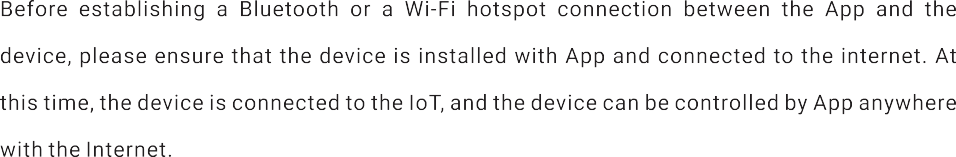 Before establishing a Bluetooth or a Wi-Fi hotspot connection between the App and the
device, please ensure that the device is installed with App and connected to the internet. At
this time, the device is connected to the IoT, and the device can be controlled by App anywhere
with the Internet.